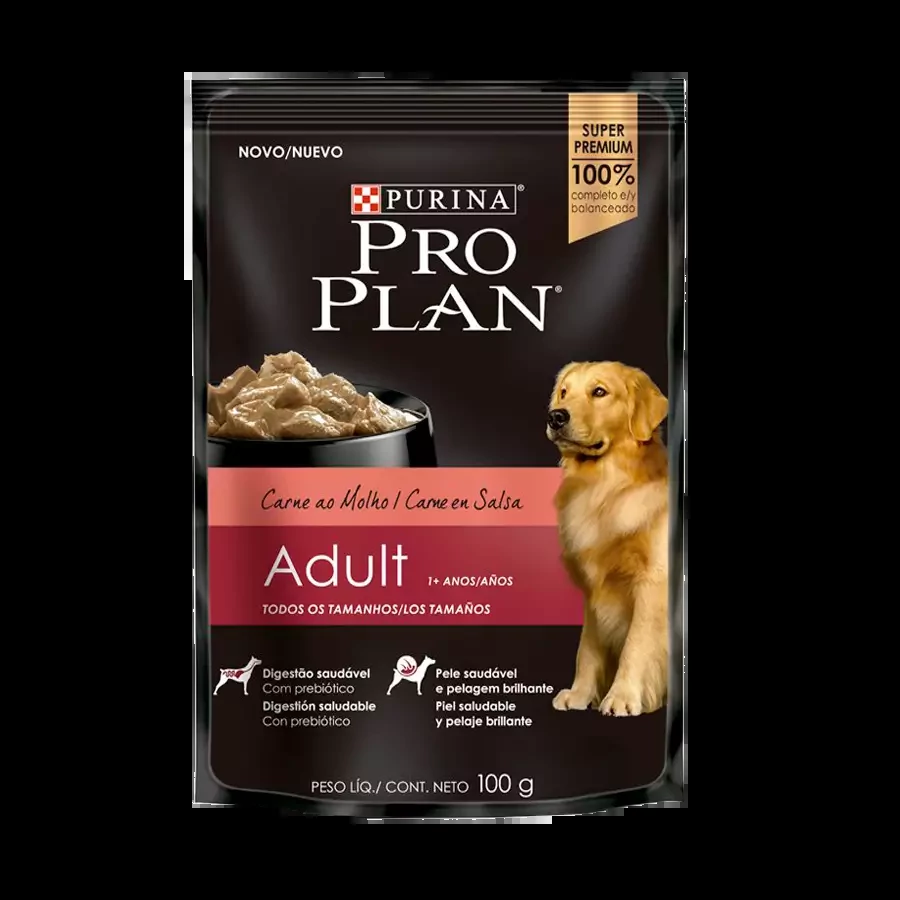 NOVO/NUEVO
SUPER
PREMIUM
100%
completo e/y
balanceado
PURINA®
PRO
PLAN®
Carne ao Molho / Carne en Salsa
Adult 1+ ANOS/AÑOS
TODOS OS TAMANHOS/LOS TAMAÑOS
Digestão saudável
Com prebiótico
Digestión saludable
Con prebiótico
Pele saudável
e pelagem brilhante
Piel saludable
y pelaje brillante
PESO LÍQ./ CONT. NETO 100 g